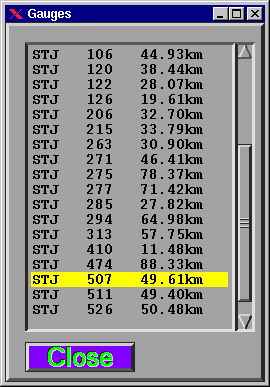 Gauges
STJ 106 44.93km
STJ 120 38.44km
STJ 122 28.07km
STJ 126 19.61km
STJ 206 32.70km
STJ 215 33.79km
STJ 263 30.90km
STJ 271 46.41km
STJ 275 78.37km
STJ 277 71.42km
STJ 285 27.82km
STJ 294 64.98km
STJ 313 57.75km
STJ 410 11.48km
STJ 474 88.33km
STJ 507 49.61km
STJ 511 49.40km
STJ 526 50.48km
Close